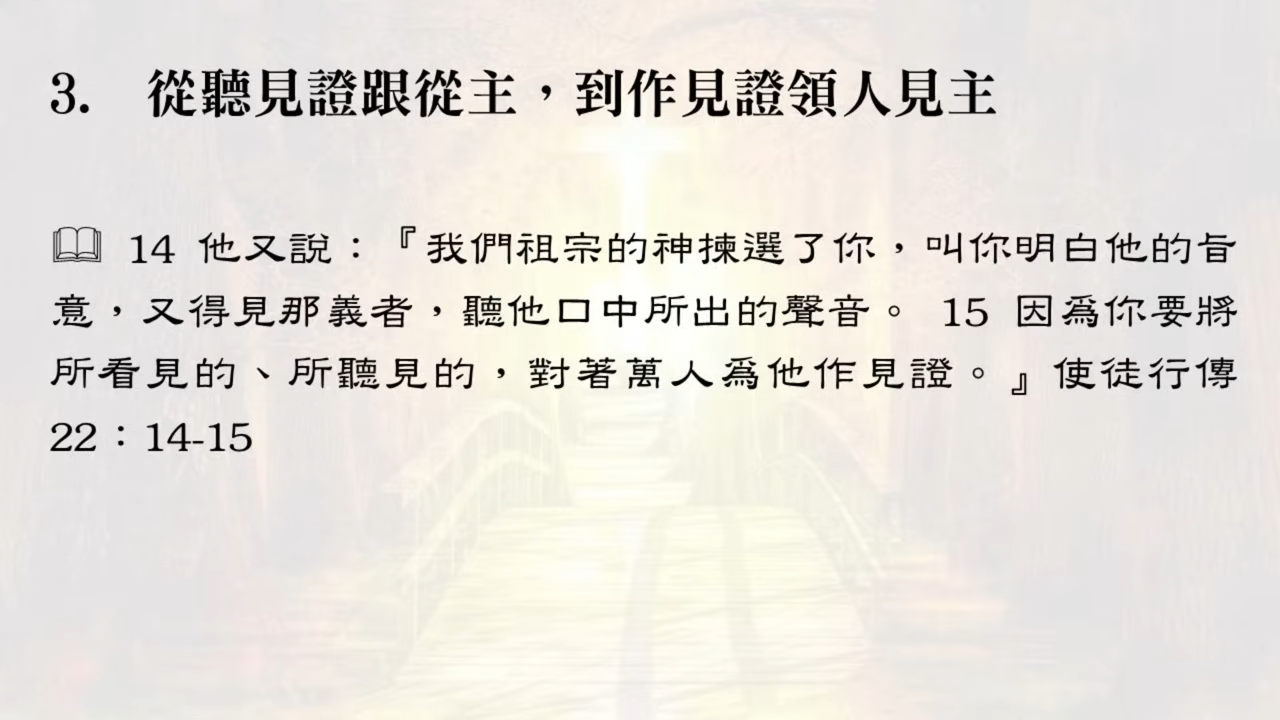 3. 從聽見證跟從主，到作見證領人見主
14 他又說：『我們祖宗的神揀選了你，叫你明白他的旨
意，又得見那義者，聽他口中所出的聲音。 15 因爲你要將
所看見的、所聽見的，對著萬人爲他作見證。』使徒行傳
22：14-15